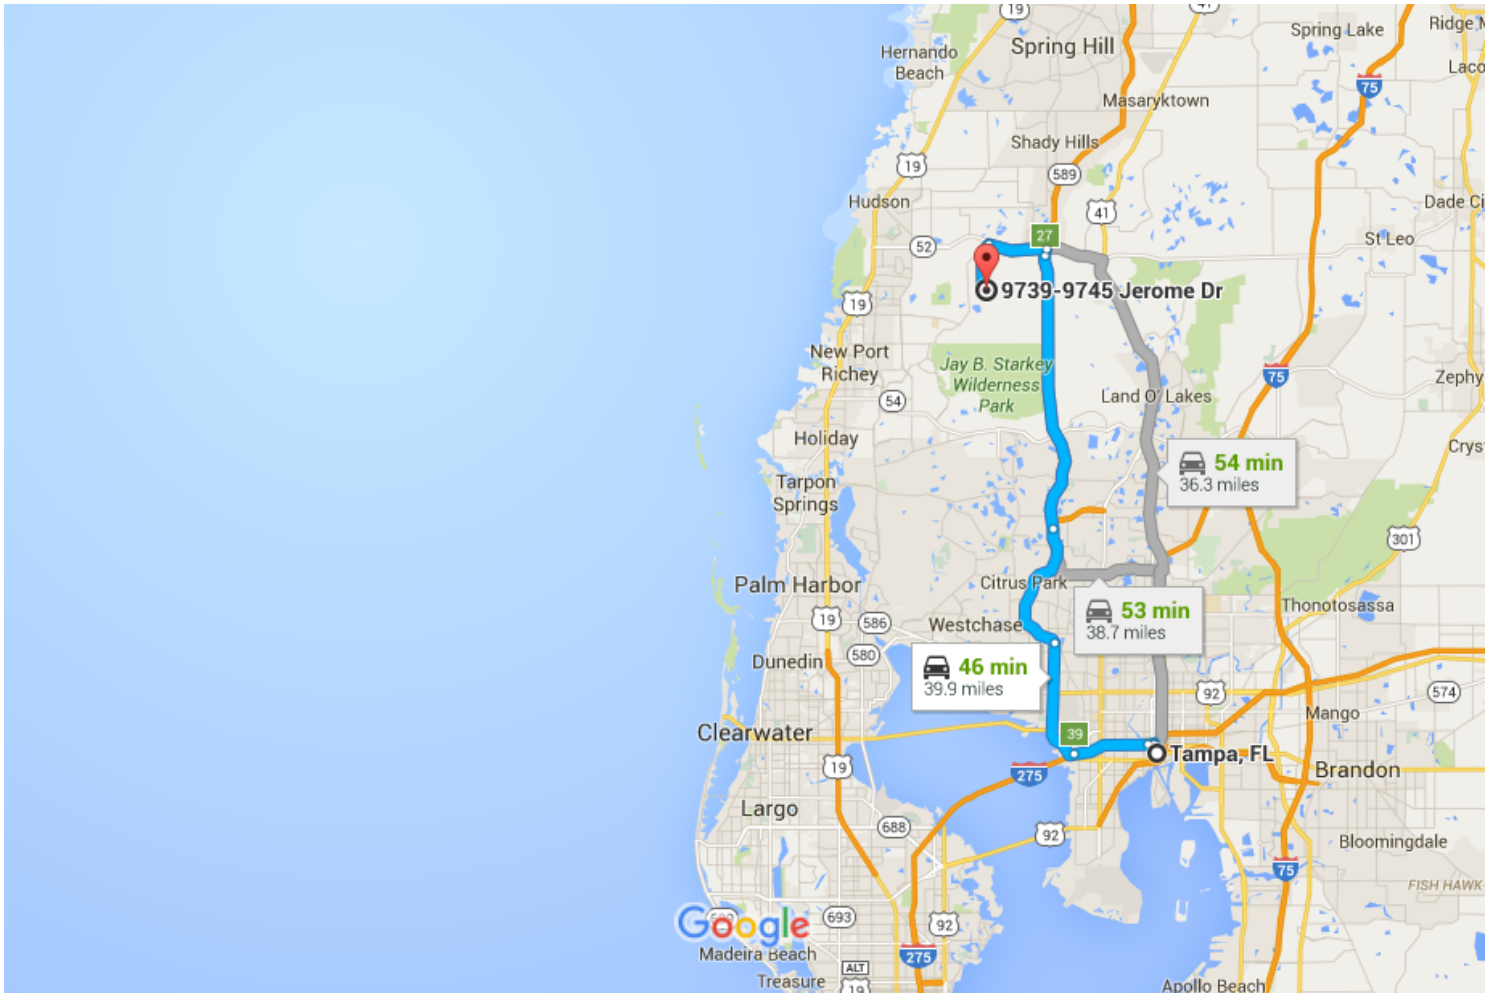 19
41
Spring Lake
Ridge M
Hernando
Beach
Spring Hill
Laco
75
Masaryktown
Shady Hills
19
589
Hudson
41
Dade Ci
52
27
St Leo
9739-9745 Jerome Dr
19
New Port
Richey
Jay B. Starkey
Wilderness
Park
75
Zephy
54
Land O' Lakes
Holiday
Crys
54 min
36.3 miles
Tarpon
Springs
301
Palm Harbor
Citrus Park
Thonotosassa
53 min
38.7 miles
19
586
Westchase
580
Dunedin
46 min
39.9 miles
92
574
Mango
Clearwater
39
Tampa, FL
19
275
Brandon
Largo
688
92
Bloomingdale
75
FISH HAWK
Google
693
92
Madeira Beach
275
ALT
19
Treasure
Apollo Beach